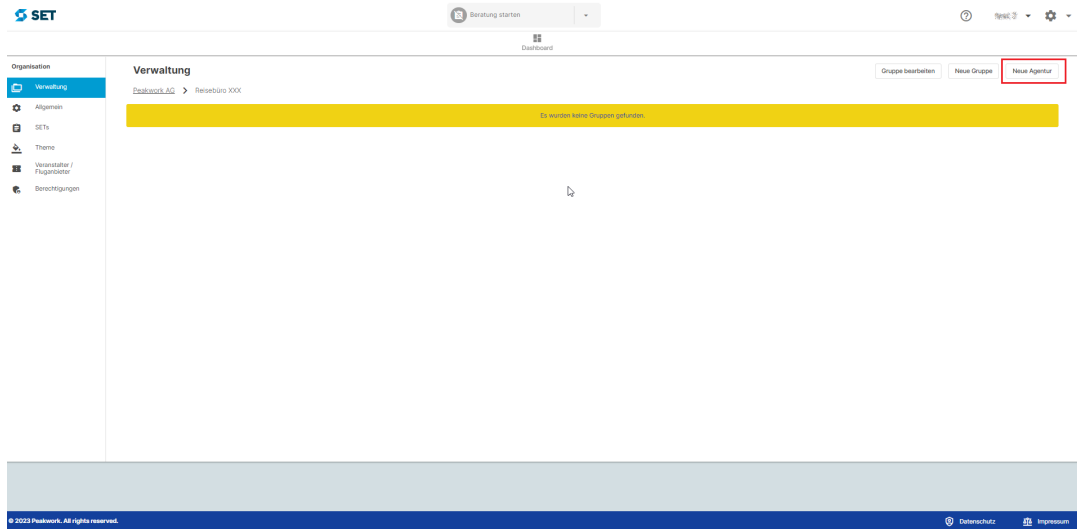 SET
Beratung starten
Dashboard
Organisation
Verwaltung
Allgemein
SETs
Theme
Veranstalter /
Fluganbieter
Berechtigungen
Verwaltung
Gruppe bearbeiten
Neue Gruppe
Neue Agentur
Peakwork AG > Reisebüro XXX
Es wurden keine Gruppen gefunden.
© 2023 Peakwork. All rights reserved.
Datenschutz
Impressum